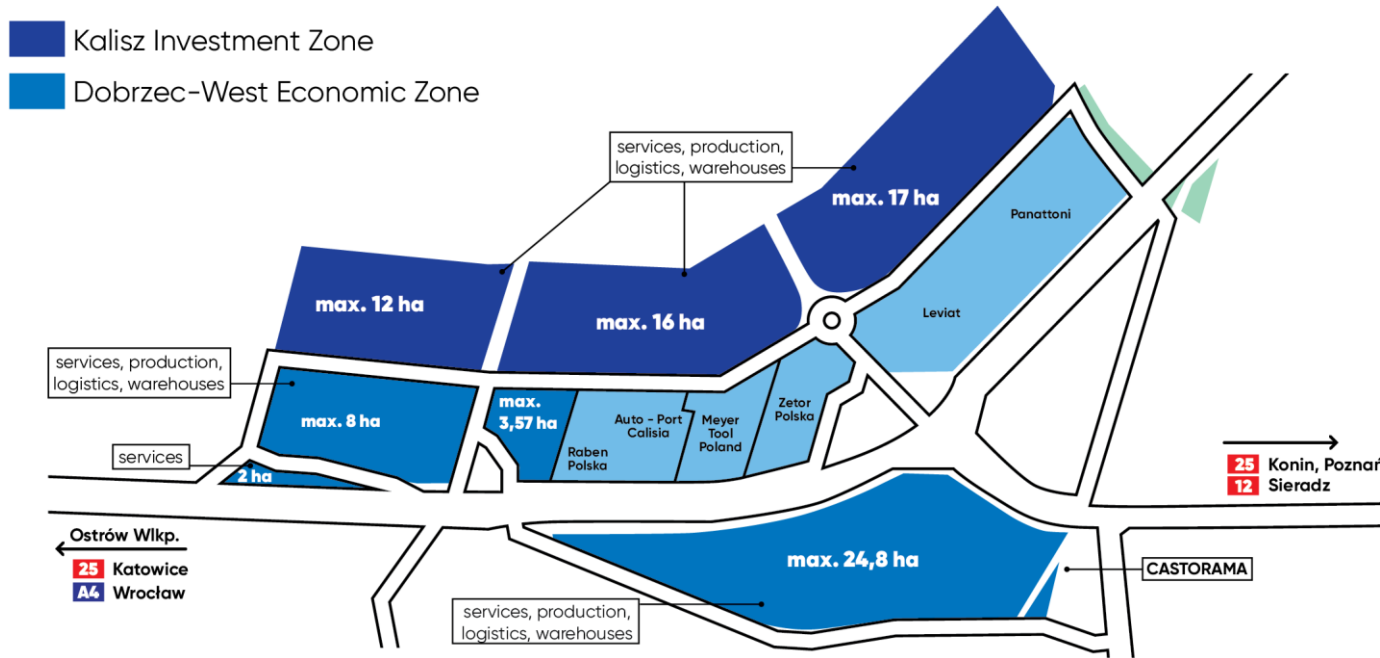 Kalisz Investment Zone
Dobrzec-West Economic Zone
services, production,
logistics, warehouses
max. 17 ha
Panattoni
max. 12 ha
max. 16 ha
Leviat
services, production,
logistics, warehouses
max. 8 ha
max.
3,57 ha
Raben
Polska
Auto - Port
Calisia
Meyer
Tool
Poland
Zetor
Polska
services
2 ha
25 Konin, Poznań
12 Sieradz
Ostrów Wlkp.
25 Katowice
A4 Wrocław
max. 24,8 ha
CASTORAMA
services, production,
logistics, warehouses